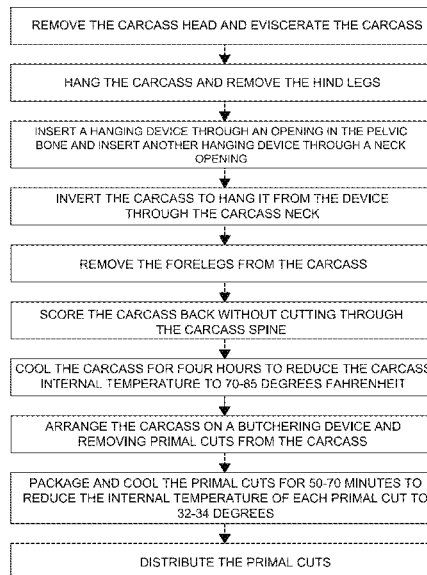 REMOVE THE CARCASS HEAD AND EVISCERATE THE CARCASS
HANG THE CARCASS AND REMOVE THE HIND LEGS
INSERT A HANGING DEVICE THROUGH AN OPENING IN THE PELVIC
BONE AND INSERT ANOTHER HANGING DEVICE THROUGH A NECK
OPENING
INVERT THE CARCASS TO HANG IT FROM THE DEVICE
THROUGH THE CARCASS NECK
REMOVE THE FORELEGS FROM THE CARCASS
SCORE THE CARCASS BACK WITHOUT CUTTING THROUGH
THE CARCASS SPINE
COOL THE CARCASS FOR FOUR HOURS TO REDUCE THE CARCASS
INTERNAL TEMPERATURE TO 70-85 DEGREES FAHRENHEIT
ARRANGE THE CARCASS ON A BUTCHERING DEVICE AND
REMOVING PRIMAL CUTS FROM THE CARCASS
PACKAGE AND COOL THE PRIMAL CUTS FOR 50-70 MINUTES TO
REDUCE THE INTERNAL TEMPERATURE OF EACH PRIMAL CUT TO
32-34 DEGREES
DISTRIBUTE THE PRIMAL CUTS